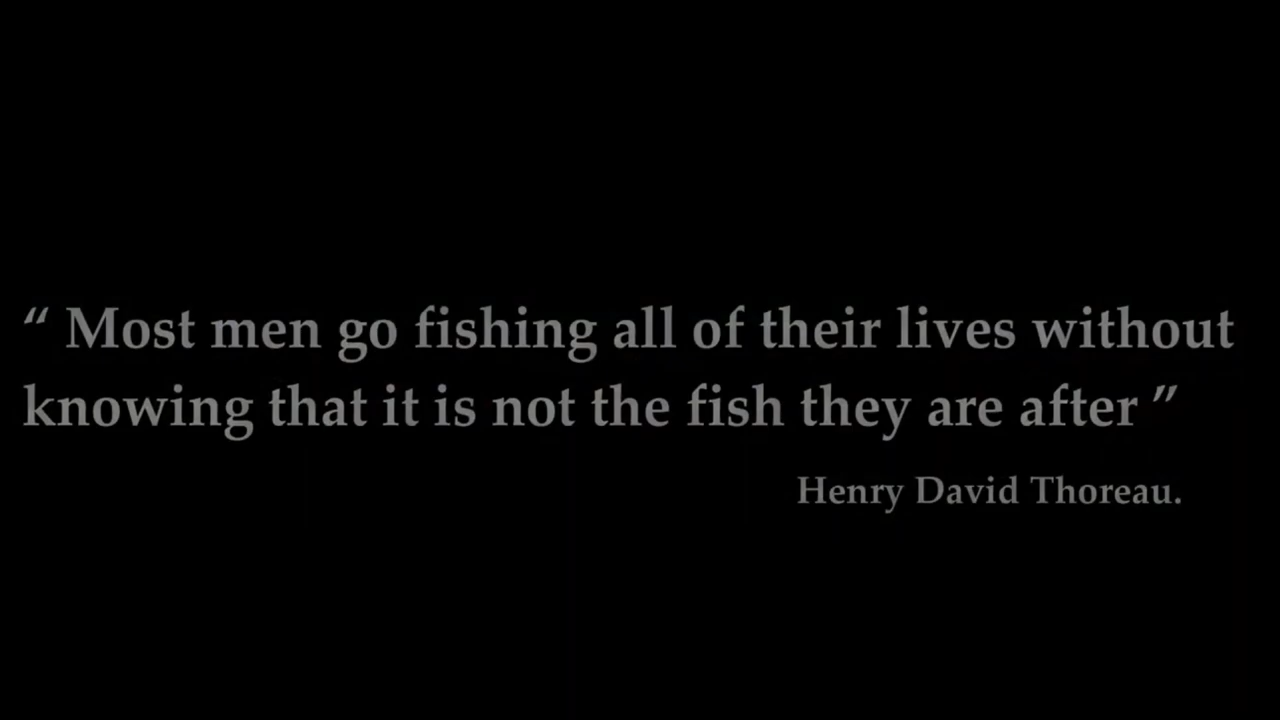 “ Most men go fishing all of their lives without
knowing that it is not the fish they are after ”
Henry David Thoreau.